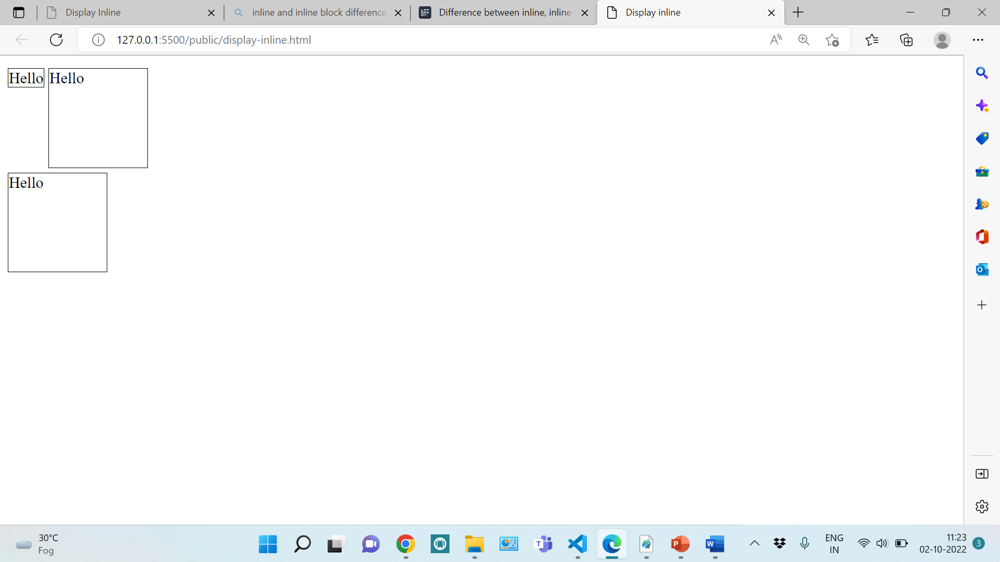 Display Inline
inline and inline block difference
Difference between inline, inline-
Display inline
127.0.0.1:5500/public/display-inline.html
Hello
Hello
Hello
30°C
Fog
ENG
IN
11:23
02-10-2022
3